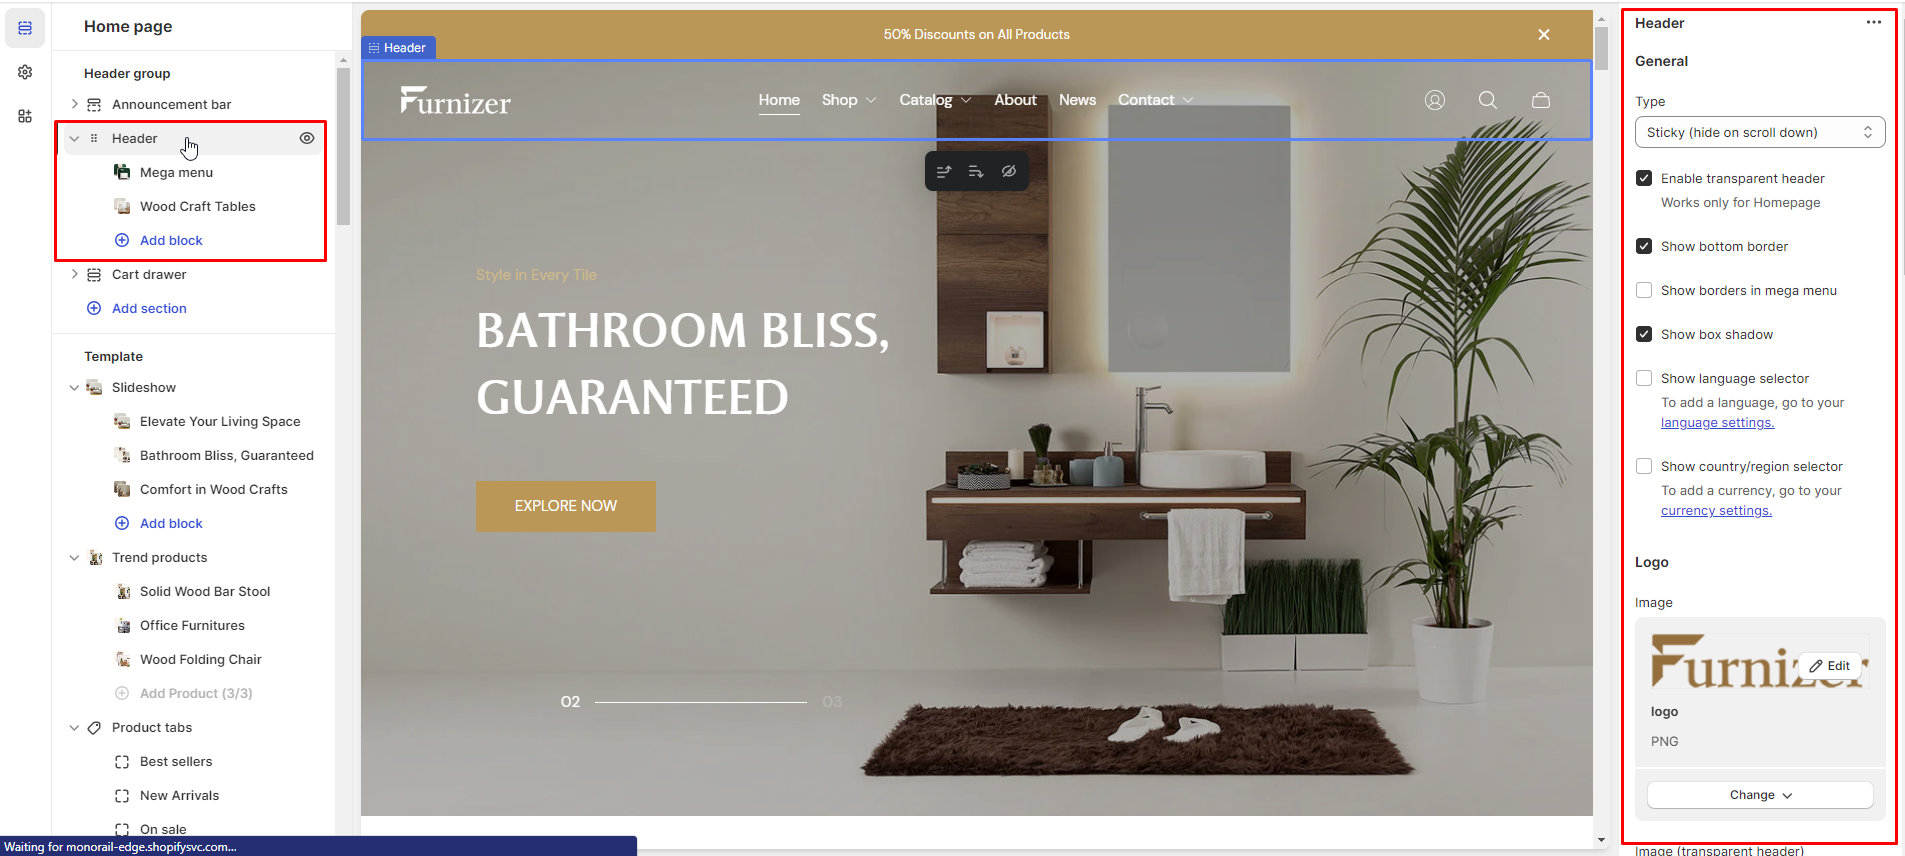 Home page
Header group
Announcement bar
Header
Mega menu
Wood Craft Tables
Add block
Cart drawer
Add section
Template
Slideshow
Elevate Your Living Space
Bathroom Bliss, Guaranteed
Comfort in Wood Crafts
Add block
Trend products
Solid Wood Bar Stool
Office Furnitures
Wood Folding Chair
Add Product (3/3)
Product tabs
Best sellers
New Arrivals
On sale
Waiting for monorail-edge.shopifysvc.com...
50% Discounts on All Products
Header
Furnizer
Home Shop Catalog About News Contact
Style in Every Tile
BATHROOM BLISS,
GUARANTEED
EXPLORE NOW
02 03
Header
General
Type
Sticky (hide on scroll down)
Enable transparent header
Works only for Homepage
Show bottom border
Show borders in mega menu
Show box shadow
Show language selector
To add a language, go to your
language settings.
Show country/region selector
To add a currency, go to your
currency settings.
Logo
Image
Furnizer
Edit
logo
PNG
Change
Image (transparent header)